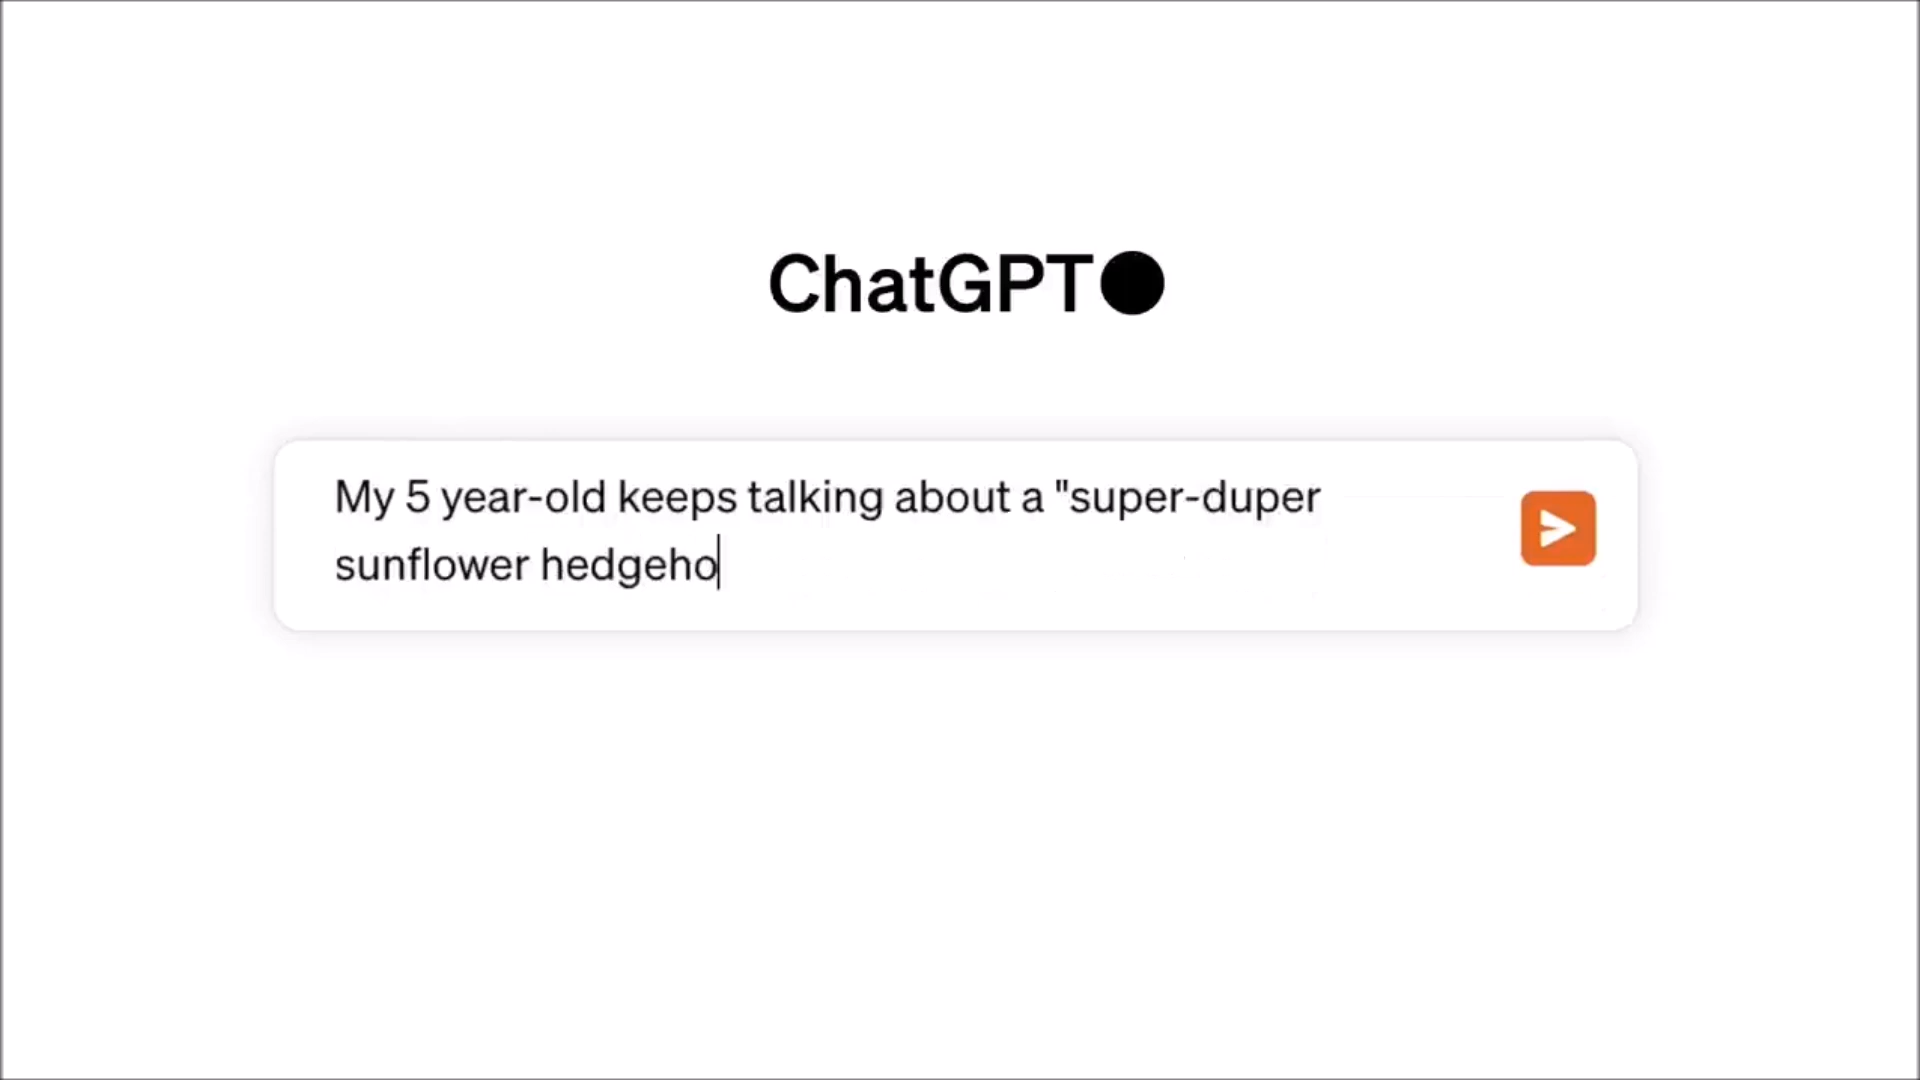 ChatGPT
My 5 year-old keeps talking about a "super-duper
sunflower hedgeho